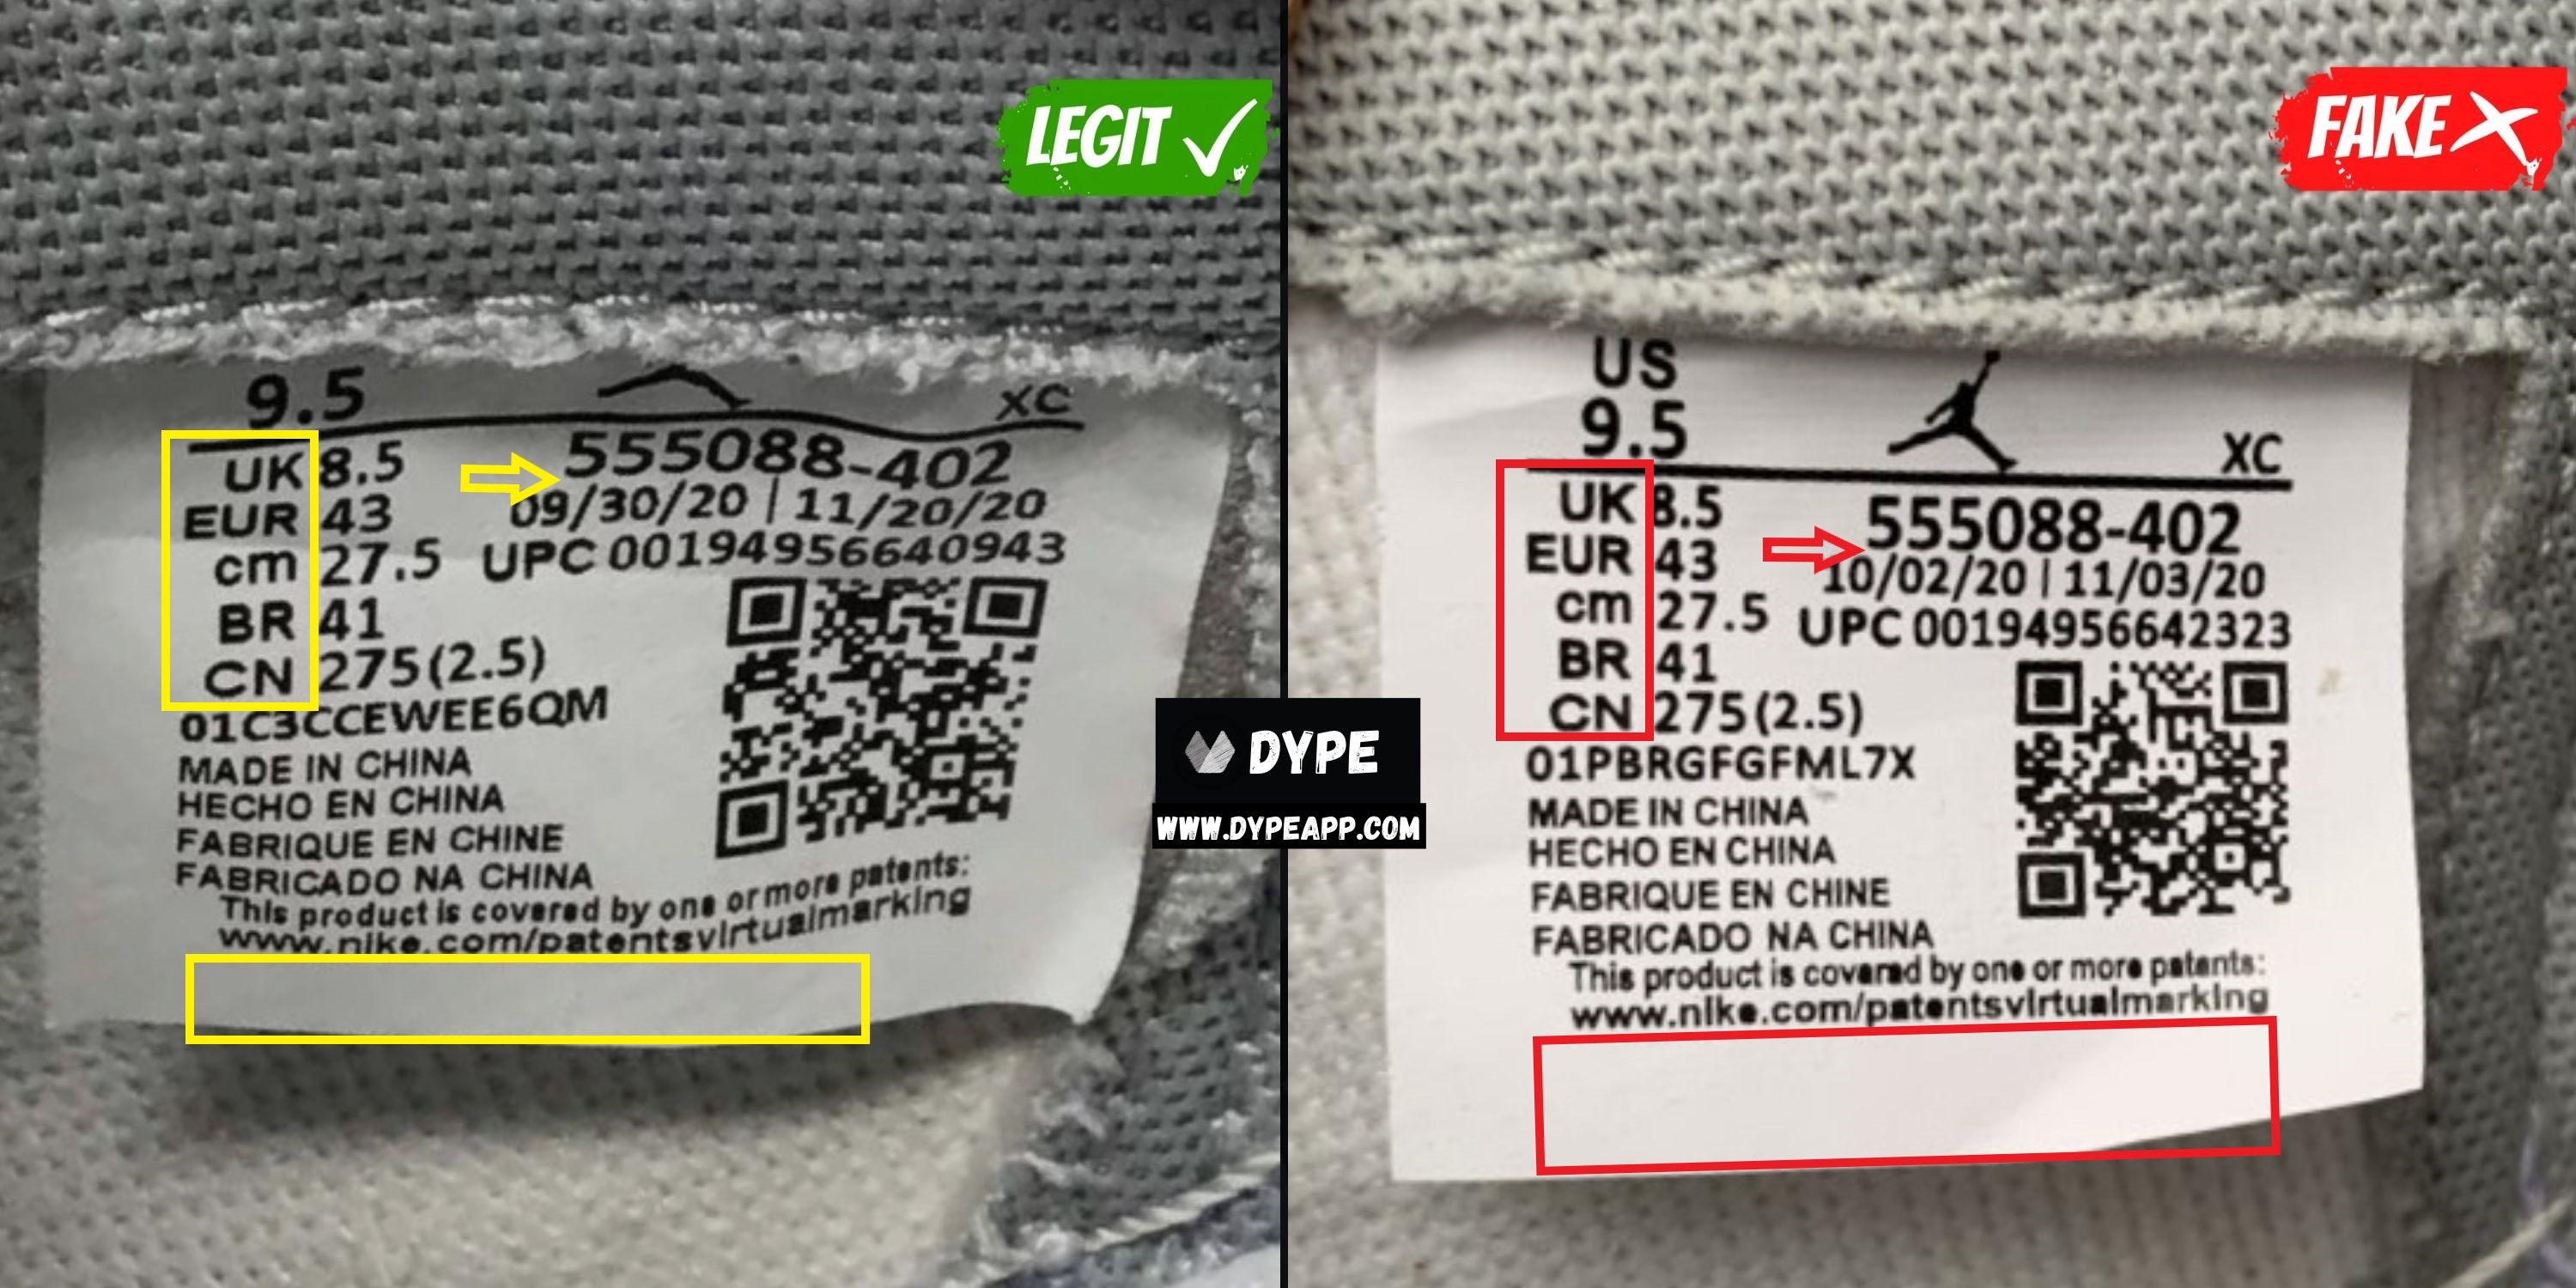 LEGIT
9.5
XC
UK 8.5
555088-402
EUR 43
09/30/20 | 11/20/20
cm 27.5
UPC 00194956640943
BR 41
CN 275(2.5)
01C3CCEWEE6QM
MADE IN CHINA
HECHO EN CHINA
FABRIQUE EN CHINE
FABRICADO NA CHINA
This product is covered by one or more patents:
www.nike.com/patentsvirtualmarking
DYPE
WWW.DYPEAPP.COM
FAKE
US
9.5
XC
UK 8.5
555088-402
EUR 43
10/02/20 | 11/03/20
cm 27.5
UPC 00194956642323
BR 41
CN 275(2.5)
01PBRGFGFML7X
MADE IN CHINA
HECHO EN CHINA
FABRIQUE EN CHINE
FABRICADO NA CHINA
This product is covered by one or more patents:
www.nike.com/patentsvirtualmarking